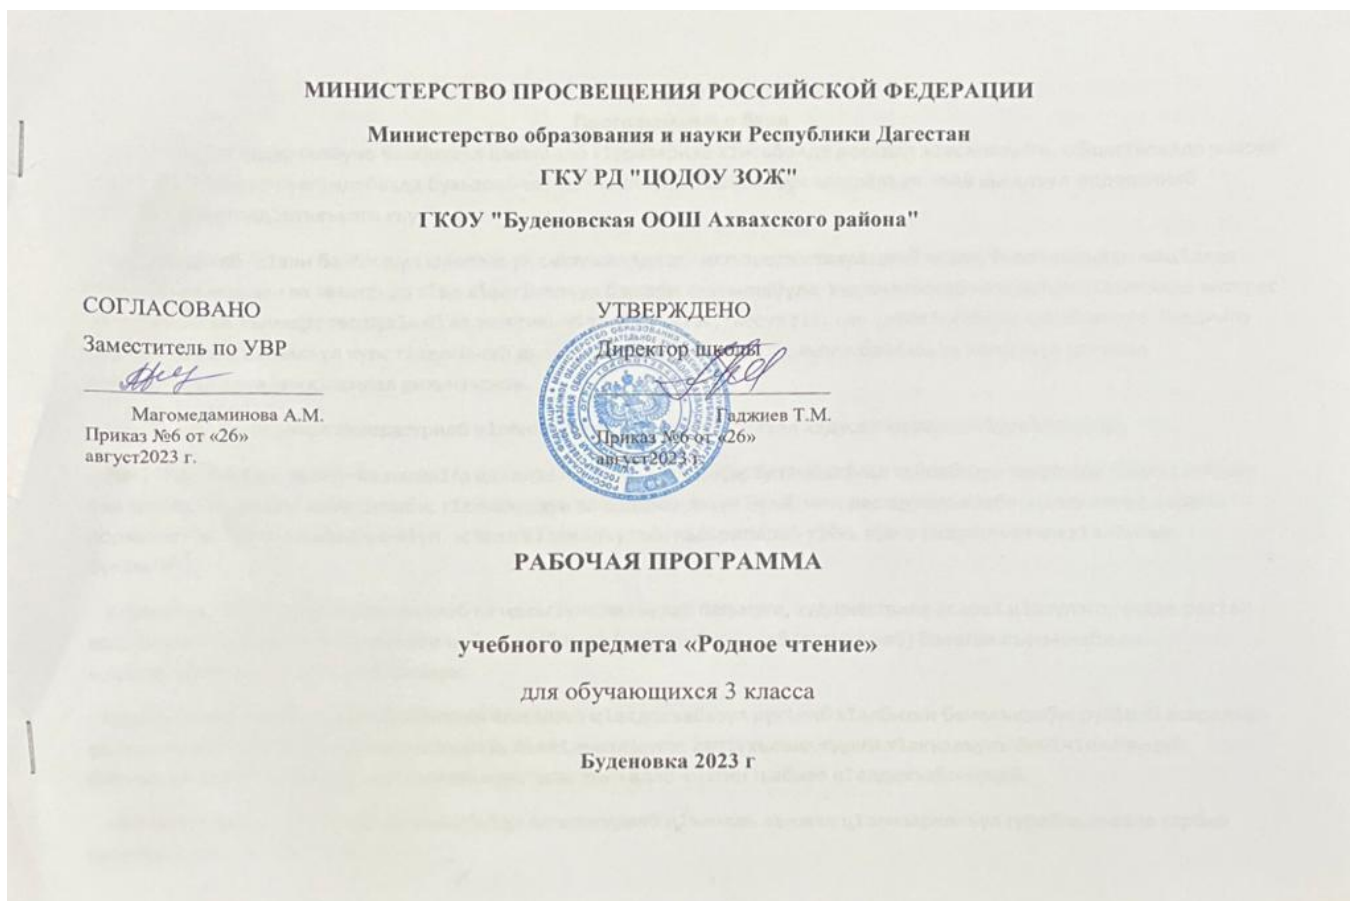 МИНИСТЕРСТВО ПРОСВЕЩЕНИЯ РОССИЙСКОЙ ФЕДЕРАЦИИ
Министерство образования и науки Республики Дагестан
ГКУ РД "ЦОДОУ ЗОЖ"
ГКОУ "Буденовская ООШ Ахвахского района"
СОГЛАСОВАНО
Заместитель по УВР
Магомедаминова А.М.
Приказ №6 от «26»
август2023 г.
УТВЕРЖДЕНО
Директор школы
Гаджиев Т.М.
Приказ №6 от «26»
август2023 г.
РАБОЧАЯ ПРОГРАММА
учебного предмета «Родное чтение»
для обучающихся 3 класса
Буденовка 2023 г